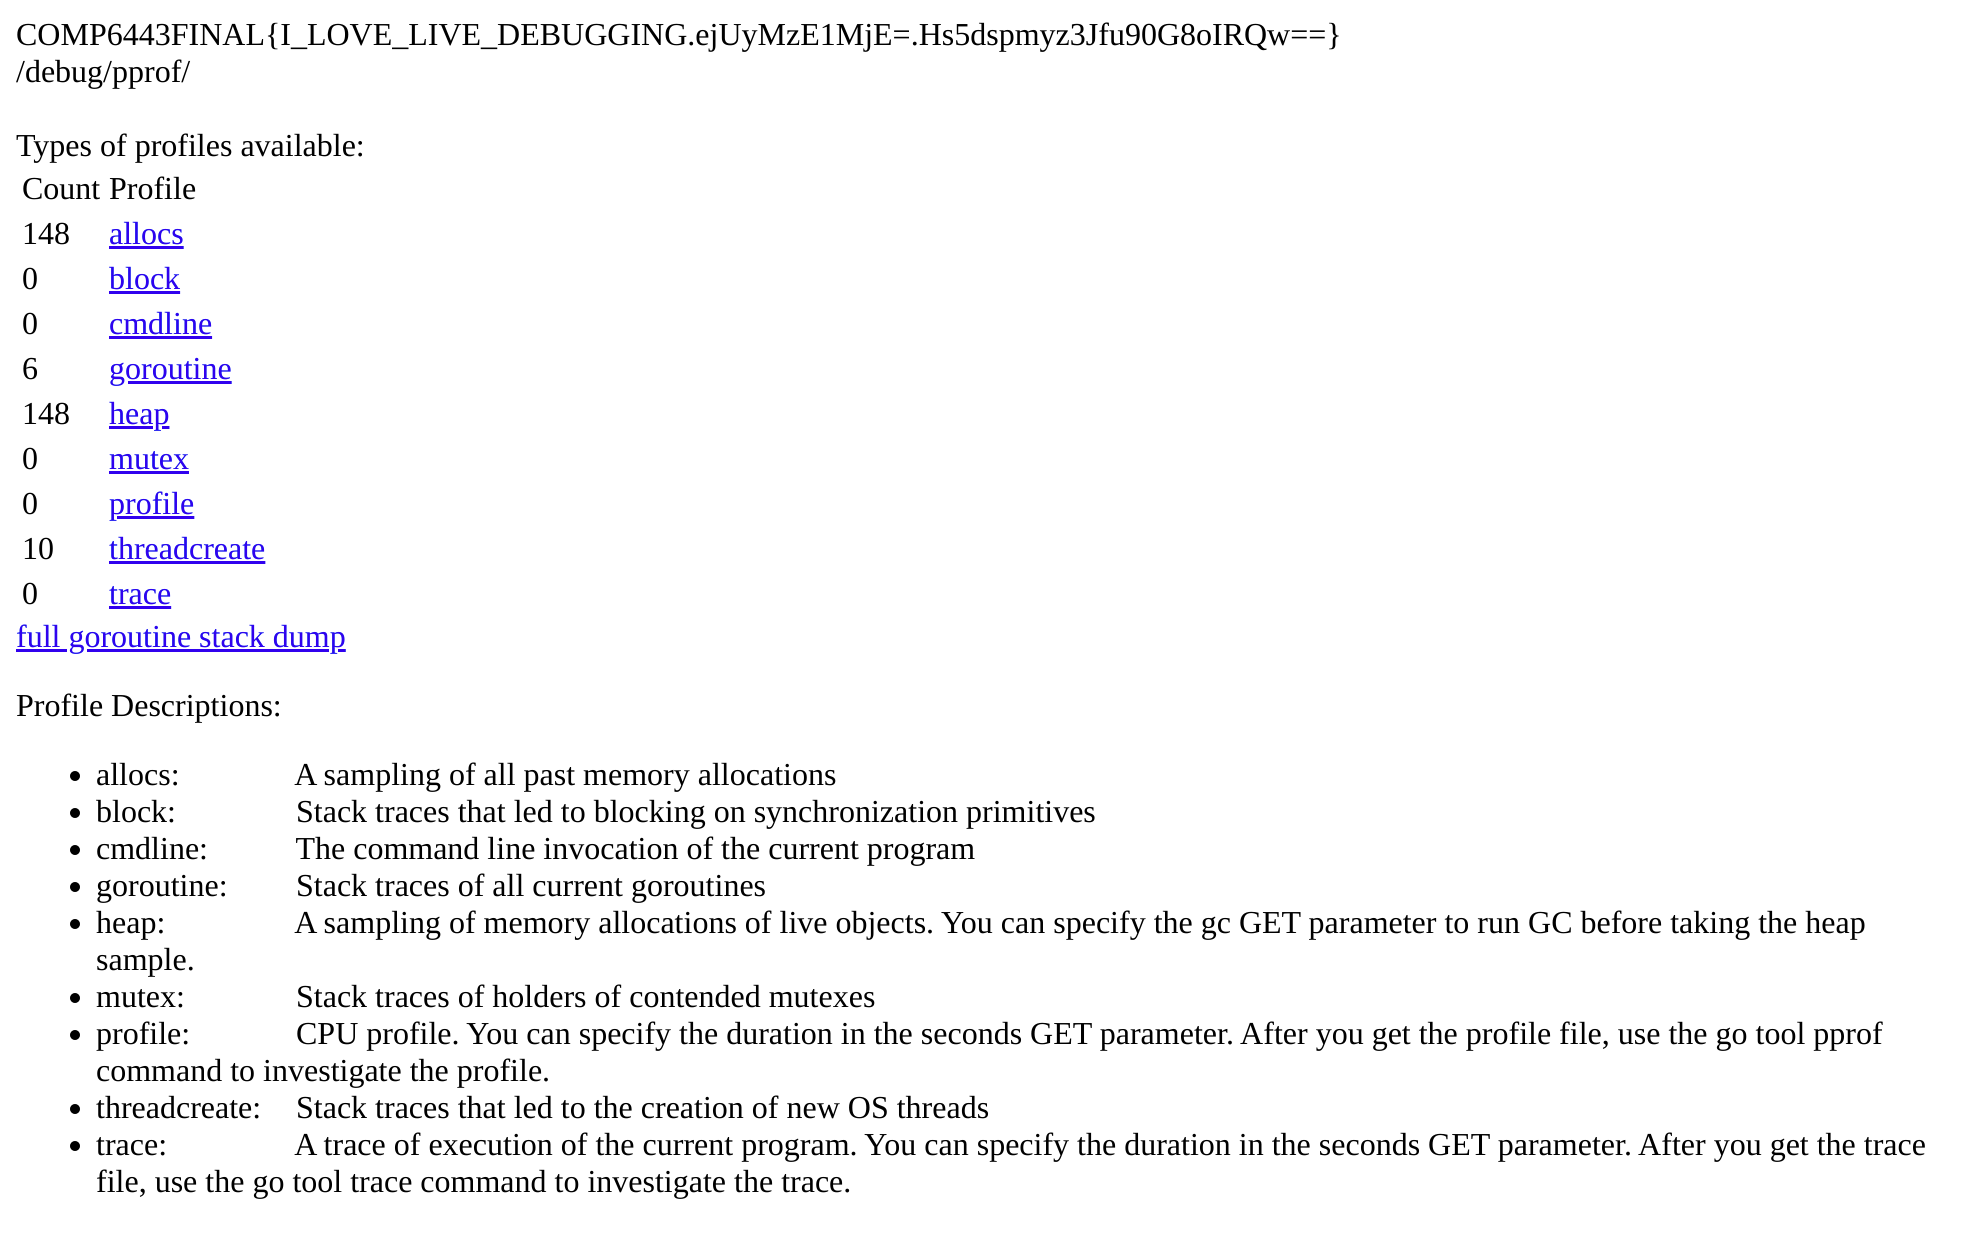 COMP6443FINAL{I_LOVE_LIVE_DEBUGGING.ejUyMzE1MjE=.Hs5dspmyz3Jfu90G8oIRQw==}
/debug/pprof/
Types of profiles available:
Count Profile
148 allocs
0 block
0 cmdline
6 goroutine
148 heap
0 mutex
0 profile
10 threadcreate
0 trace
full goroutine stack dump
Profile Descriptions:
• allocs: A sampling of all past memory allocations
• block: Stack traces that led to blocking on synchronization primitives
• cmdline: The command line invocation of the current program
• goroutine: Stack traces of all current goroutines
• heap: A sampling of memory allocations of live objects. You can specify the gc GET parameter to run GC before taking the heap
sample.
• mutex: Stack traces of holders of contended mutexes
• profile: CPU profile. You can specify the duration in the seconds GET parameter. After you get the profile file, use the go tool pprof
command to investigate the profile.
• threadcreate: Stack traces that led to the creation of new OS threads
• trace: A trace of execution of the current program. You can specify the duration in the seconds GET parameter. After you get the trace
file, use the go tool trace command to investigate the trace.